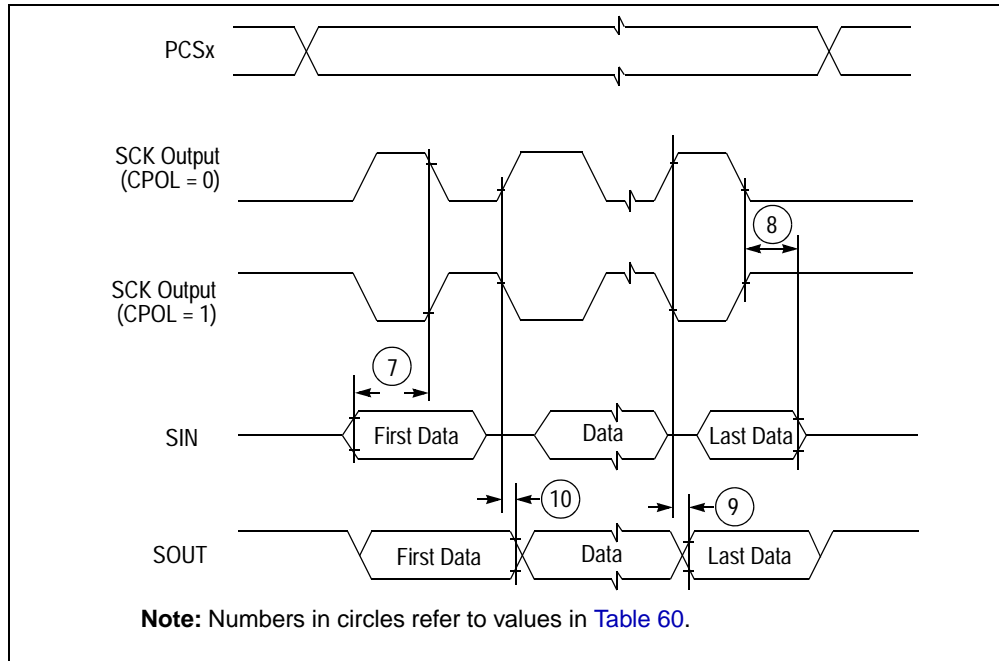 PCSx
SCK Output
(CPOL = 0)
8
SCK Output
(CPOL = 1)
7
SIN
First Data
Data
Last Data
10
9
SOUT
First Data
Data
Last Data
Note: Numbers in circles refer to values in Table 60.